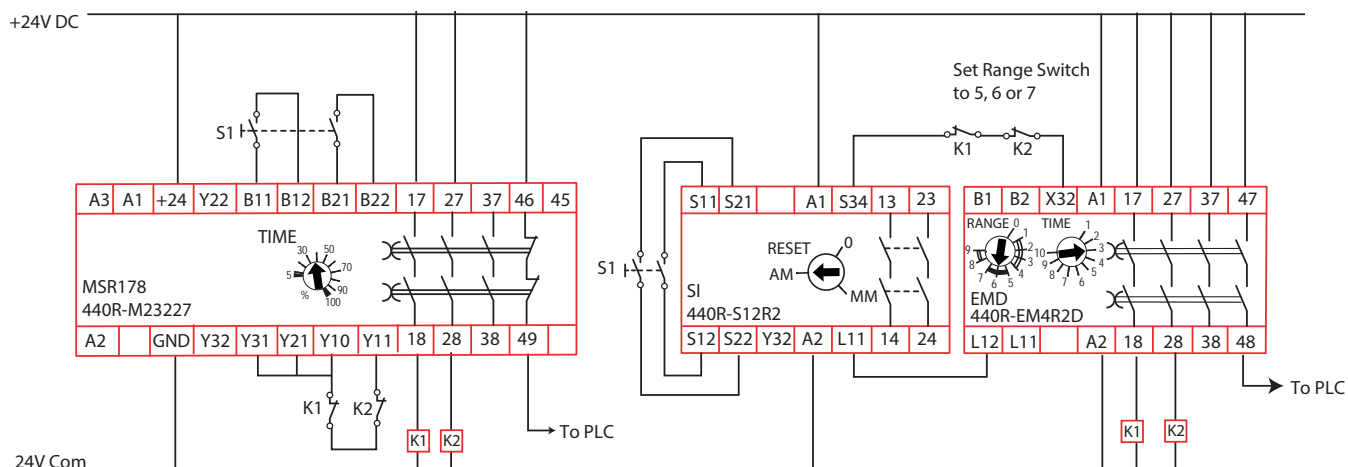 +24V DC
Set Range Switch
to 5, 6 or 7
K1 K2
S1
A3 A1 +24 Y22 B11 B12 B21 B22 17 27 37 46 45
TIME
5 30 50 70 90 100 %
MSR178
440R-M23227
A2 GND Y32 Y31 Y21 Y10 Y11 18 28 38 49
K1 K2
K1 K2
To PLC
24V Com
S1
S11 S21 A1 S34 13 23
RESET
0
AM
MM
SI
440R-S12R2
S12 S22 Y32 A2 L11 14 24
B1 B2 X32 A1 17 27 37 47
RANGE 0 1 2 3 4 5 6 7 8 9
TIME 1 2 3 4 5 6 7 8 9 10
EMD
440R-EM4R2D
L12 L11 A2 18 28 38 48
To PLC
K1 K2